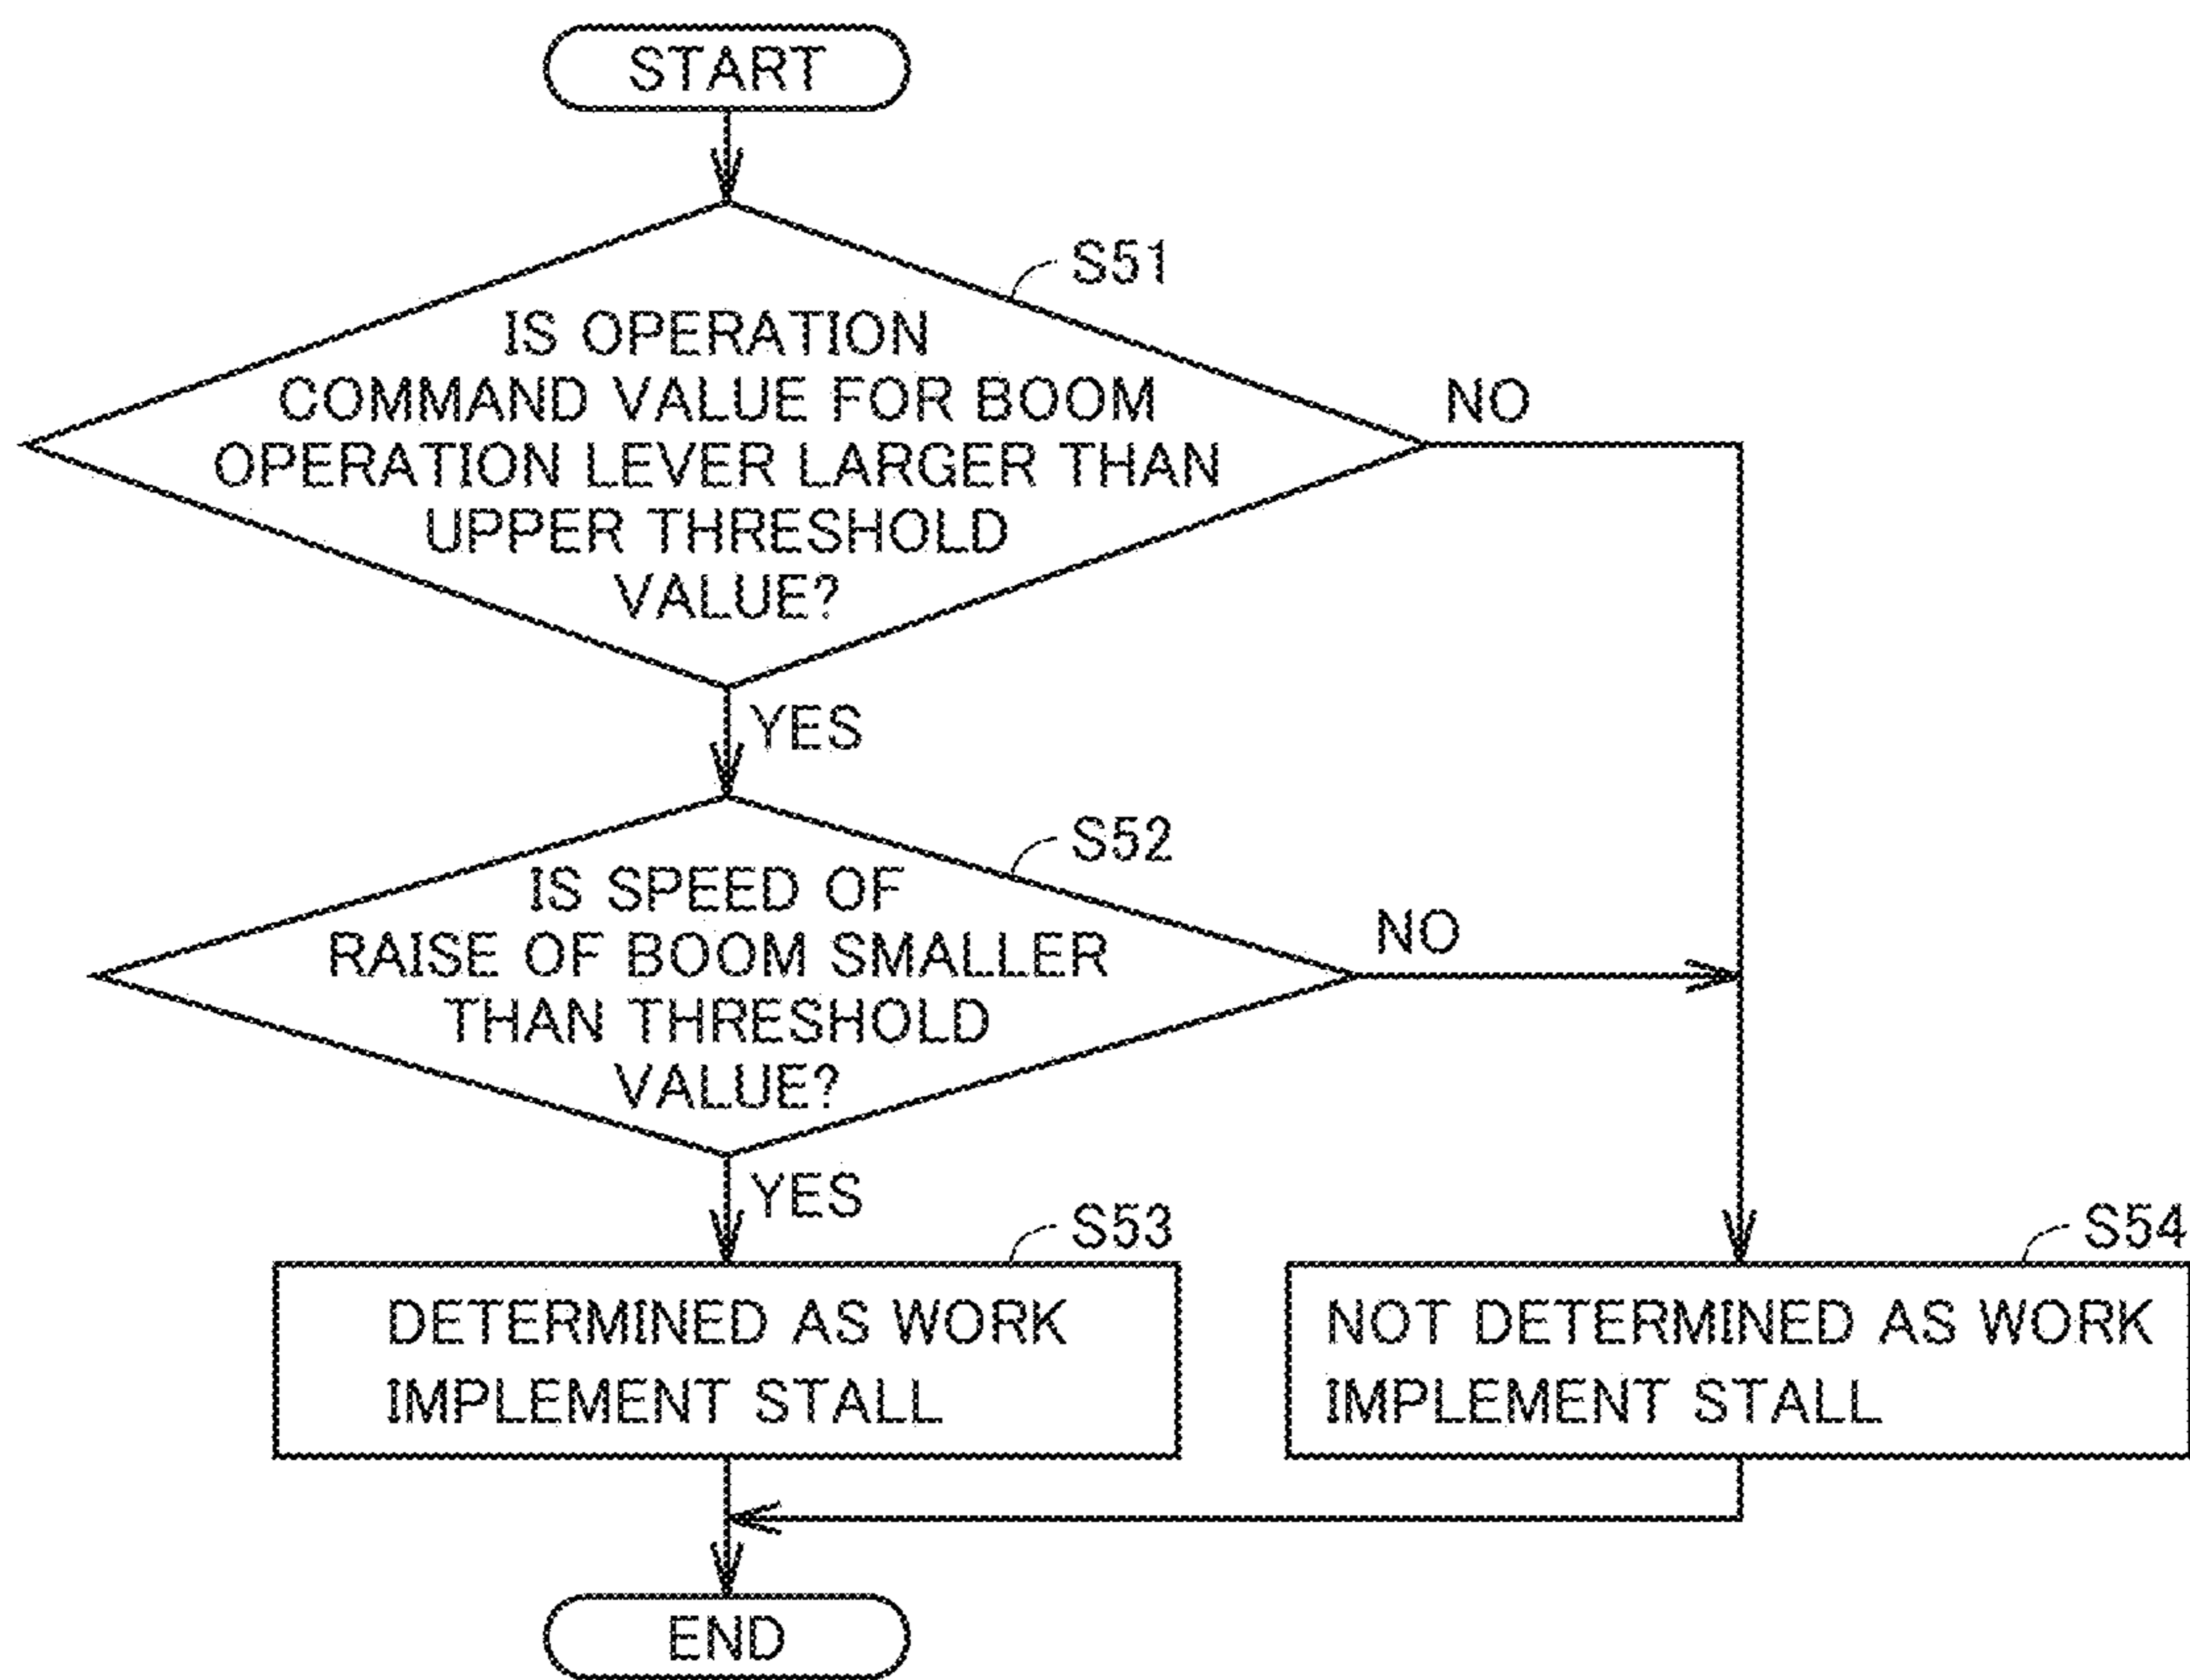 START
S51
IS OPERATION
COMMAND VALUE FOR BOOM
OPERATION LEVER LARGER THAN
UPPER THRESHOLD
VALUE?
NO
YES
S52
IS SPEED OF
RAISE OF BOOM SMALLER
THAN THRESHOLD
VALUE?
NO
YES
S53
DETERMINED AS WORK
IMPLEMENT STALL
S54
NOT DETERMINED AS WORK
IMPLEMENT STALL
END